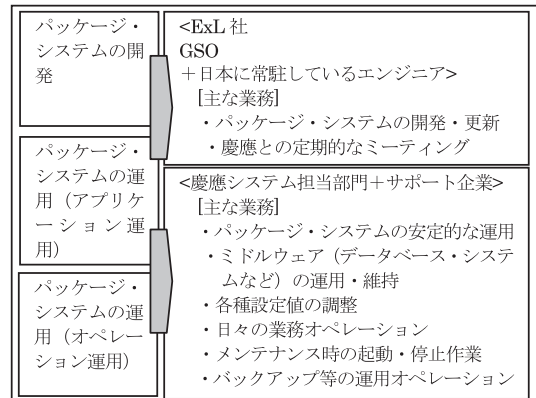 パッケージ・
システムの開
発
パッケージ・
システムの運
用（アプリケ
ーション運
用）
パッケージ・
システムの運
用（オペレー
ション運用）
<ExL 社
GSO
＋日本に常駐しているエンジニア>
[主な業務]
・パッケージ・システムの開発・更新
・慶應との定期的なミーティング
<慶應システム担当部門＋サポート企業>
[主な業務]
・パッケージ・システムの安定的な運用
・ミドルウェア（データベース・システ
ムなど）の運用・維持
・各種設定値の調整
・日々の業務オペレーション
・メンテナンス時の起動・停止作業
・バックアップ等の運用オペレーション